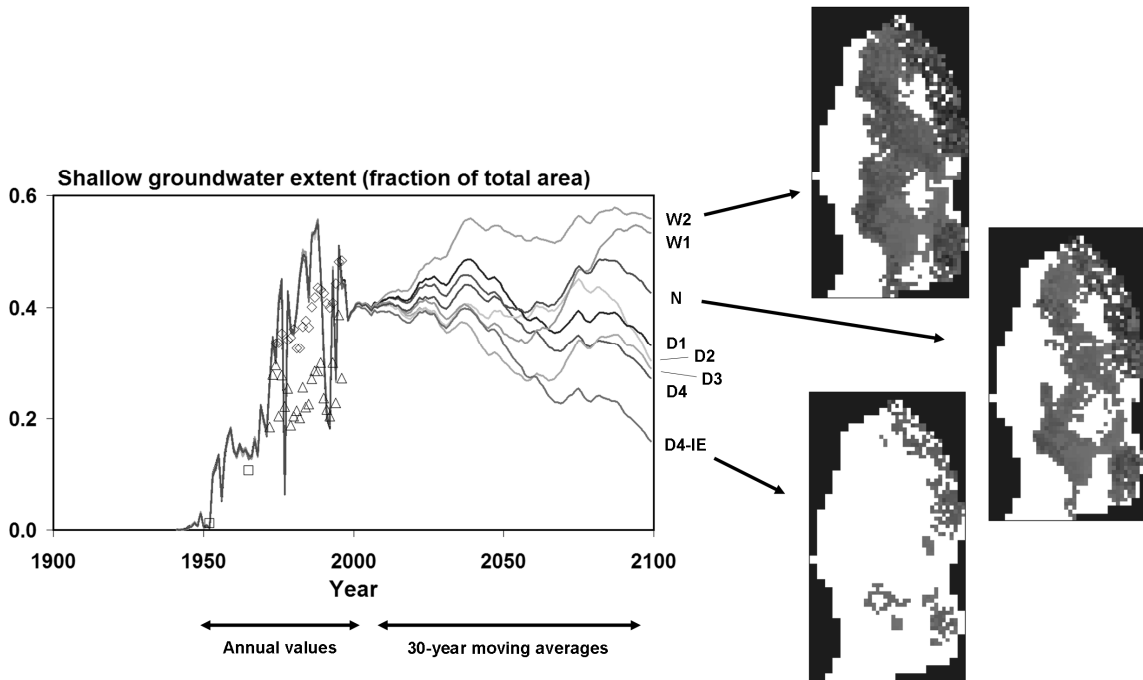 Shallow groundwater extent (fraction of total area)
0.6
0.4
0.2
0.0
1900
1950
2000
2050
2100
Year
Annual values
30-year moving averages
W2
W1
N
D1
D2
D3
D4
D4-IE